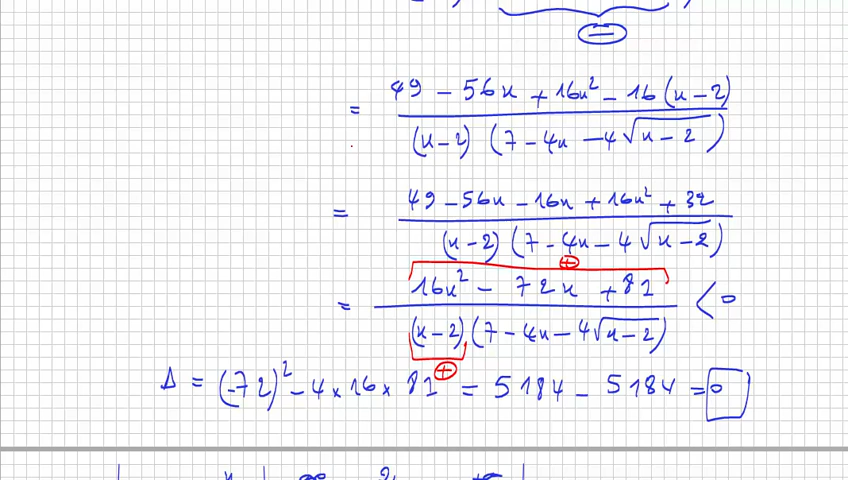 = (49 - 56x + 16x² - 16(x-2)) / ((x-2)(7-4x-4√(x-2)))
= (49 - 56x - 16x + 16x² + 32) / ((x-2)(7-4x-4√(x-2)))
= (16x² - 72x + 81) / ((x-2)(7-4x-4√(x-2))) < 0
Δ = (-72)² - 4×16×81 = 5184 - 5184 = 0